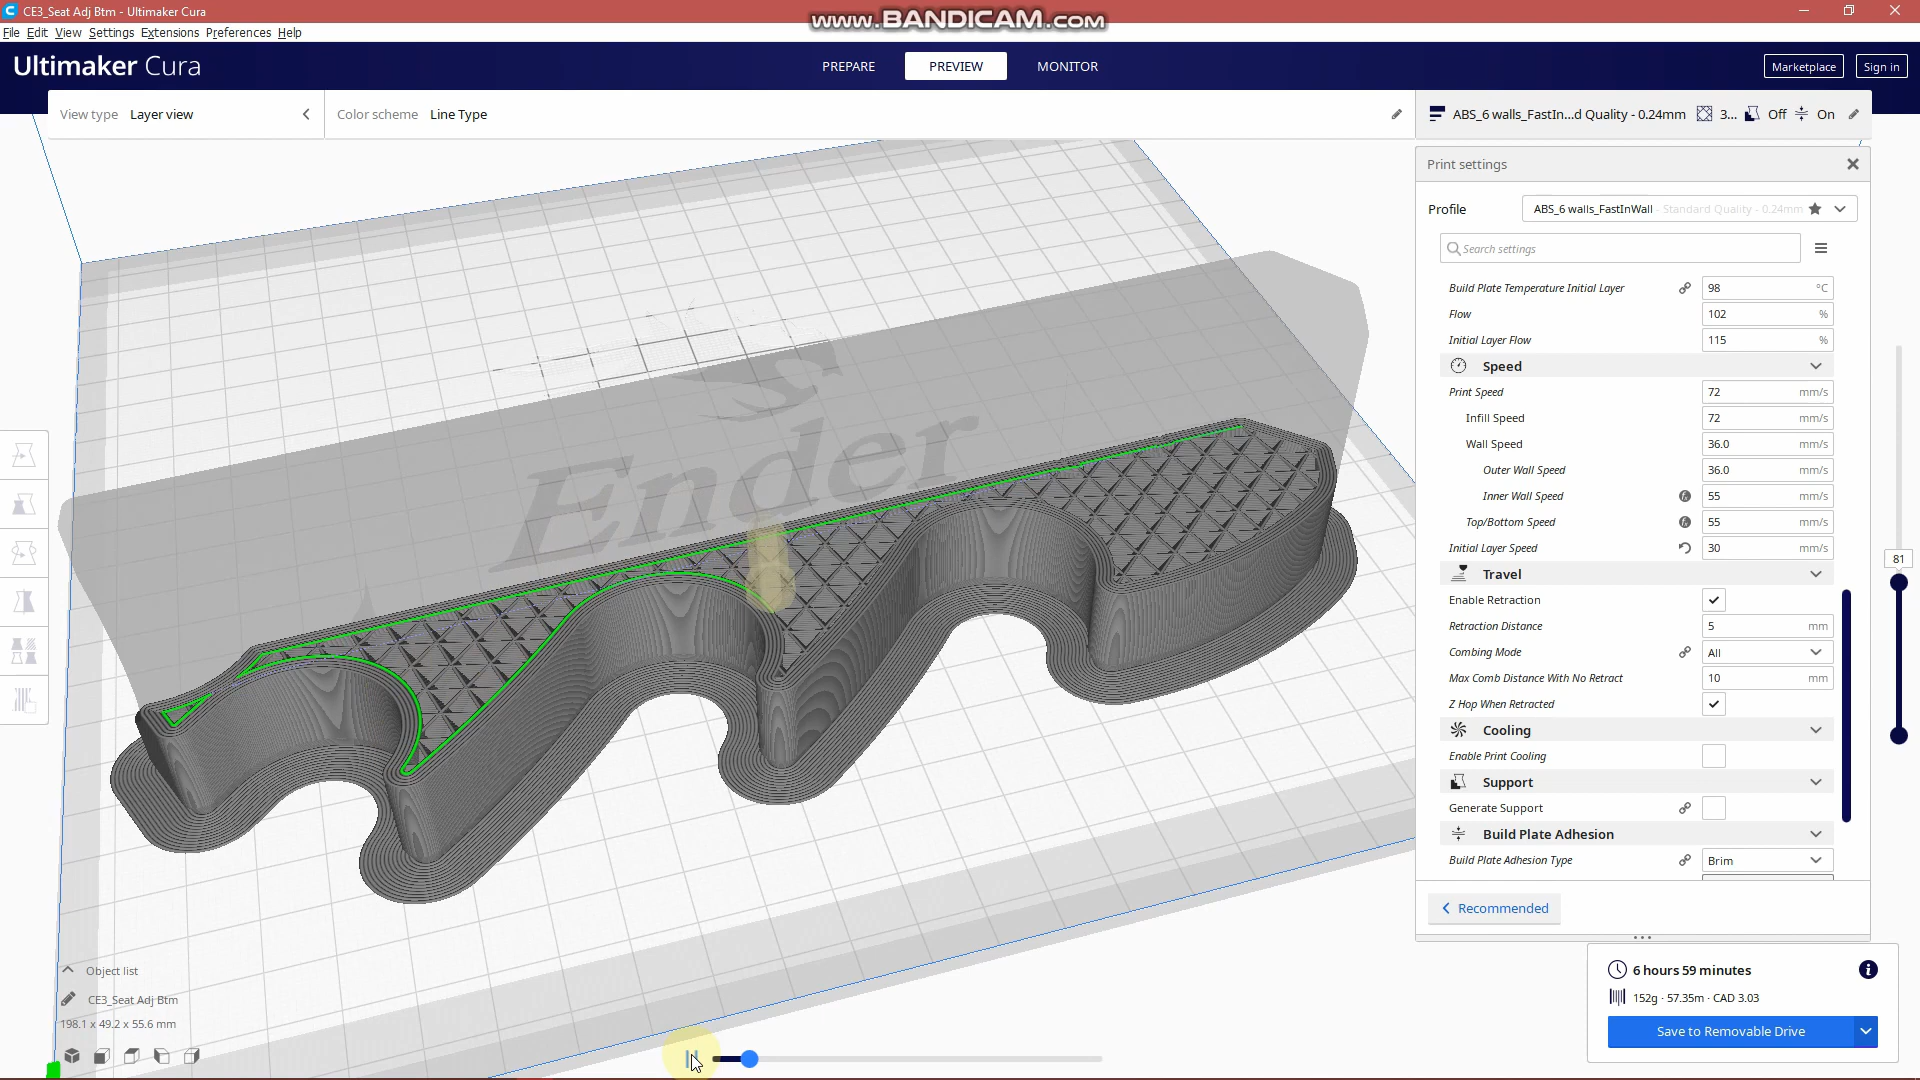 CE3_Seat Adj Btm - Ultimaker Cura
www.BANDICAM.com
File Edit View Settings Extensions Preferences Help
Ultimaker Cura
PREPARE
PREVIEW
MONITOR
Marketplace
Sign in
View type Layer view
Color scheme Line Type
ABS_6 walls_FastIn...d Quality - 0.24mm
3...
Off
On
Print settings
Profile
ABS_6 walls_FastInWall - Standard Quality - 0.24mm
Search settings
Build Plate Temperature Initial Layer 98 °C
Flow 102 %
Initial Layer Flow 115 %
Speed
Print Speed 72 mm/s
Infill Speed 72 mm/s
Wall Speed 36.0 mm/s
Outer Wall Speed 36.0 mm/s
Inner Wall Speed 55 mm/s
Top/Bottom Speed 55 mm/s
Initial Layer Speed 30 mm/s
81
Travel
Enable Retraction
Retraction Distance 5 mm
Combing Mode All
Max Comb Distance With No Retract 10 mm
Z Hop When Retracted
Cooling
Enable Print Cooling
Support
Generate Support
Build Plate Adhesion
Build Plate Adhesion Type Brim
Recommended
Ender
Object list
CE3_Seat Adj Btm
198.1 x 49.2 x 55.6 mm
6 hours 59 minutes
152g · 57.35m · CAD 3.03
Save to Removable Drive